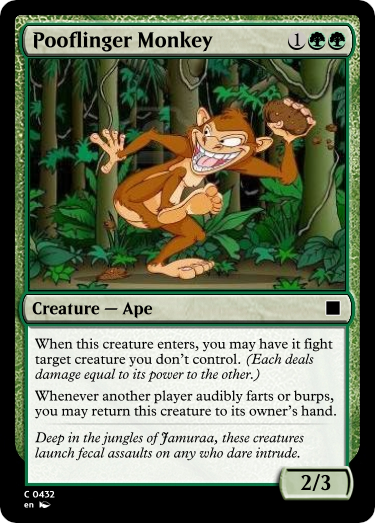 Pooflinger Monkey 1
Creature — Ape
When this creature enters, you may have it fight
target creature you don't control. (Each deals
damage equal to its power to the other.)
Whenever another player audibly farts or burps,
you may return this creature to its owner's hand.
Deep in the jungles of Jamuraa, these creatures
launch fecal assaults on any who dare intrude.
2/3
C 0432
en